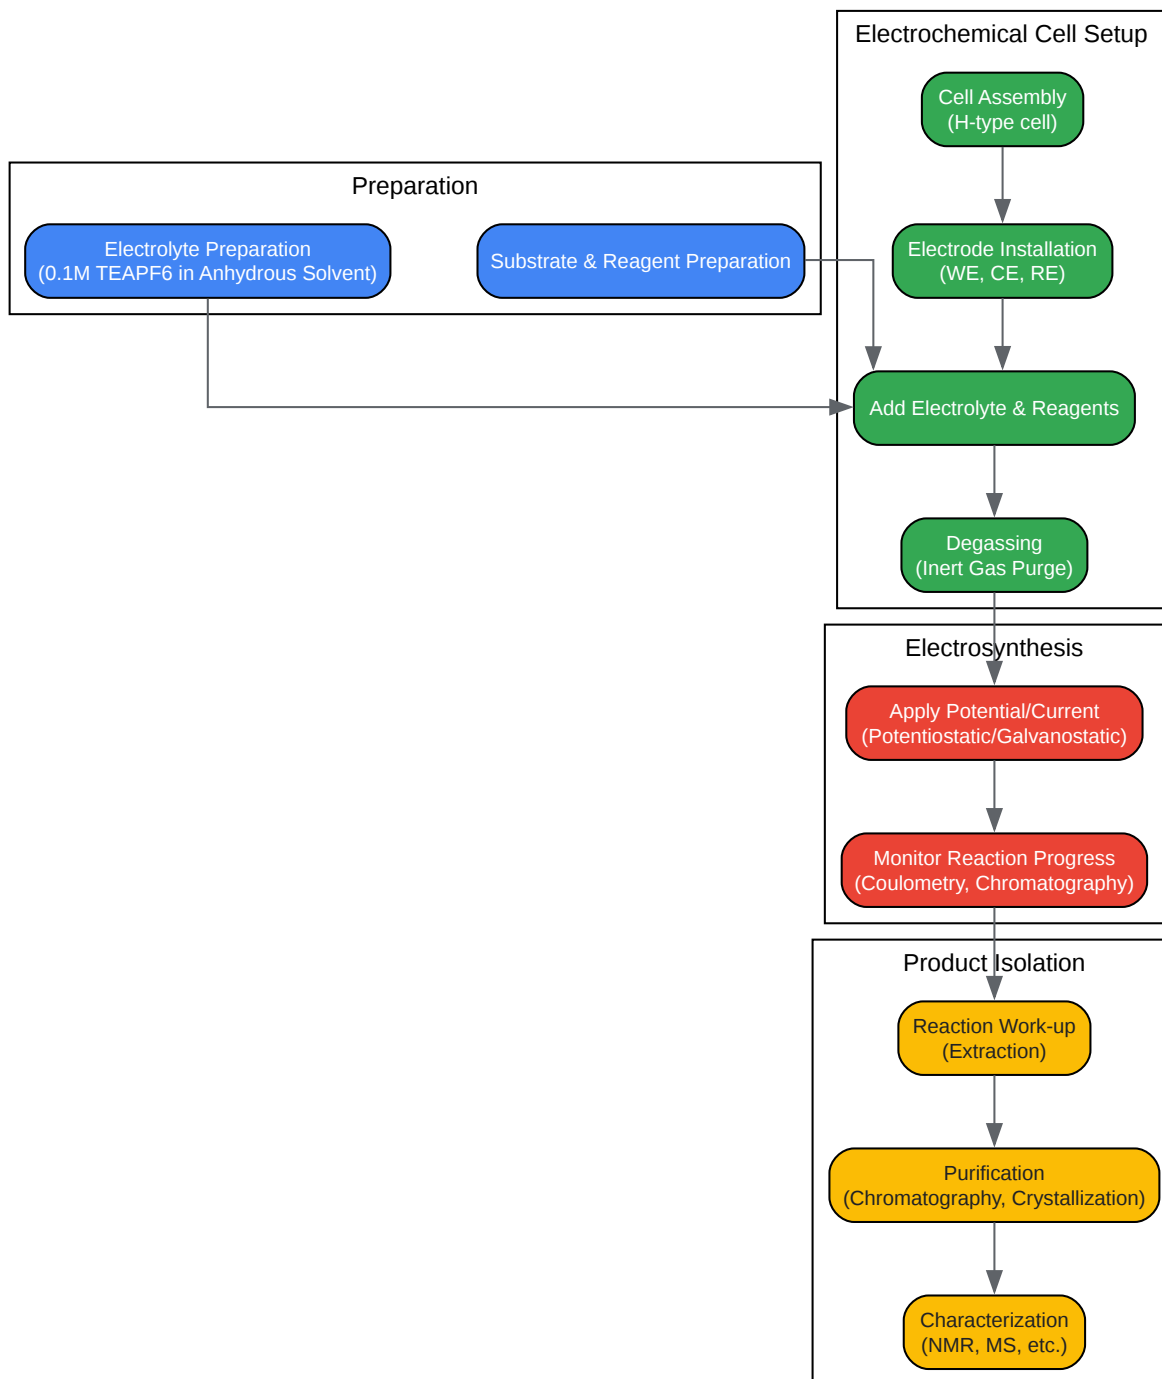 Electrochemical Cell Setup
Cell Assembly
(H-type cell)
Preparation
Electrolyte Preparation
(0.1M TEAPF6 in Anhydrous Solvent)
Substrate & Reagent Preparation
Electrode Installation
(WE, CE, RE)
Add Electrolyte & Reagents
Degassing
(Inert Gas Purge)
Electrosynthesis
Apply Potential/Current
(Potentiostatic/Galvanostatic)
Monitor Reaction Progress
(Coulometry, Chromatography)
Product Isolation
Reaction Work-up
(Extraction)
Purification
(Chromatography, Crystallization)
Characterization
(NMR, MS, etc.)